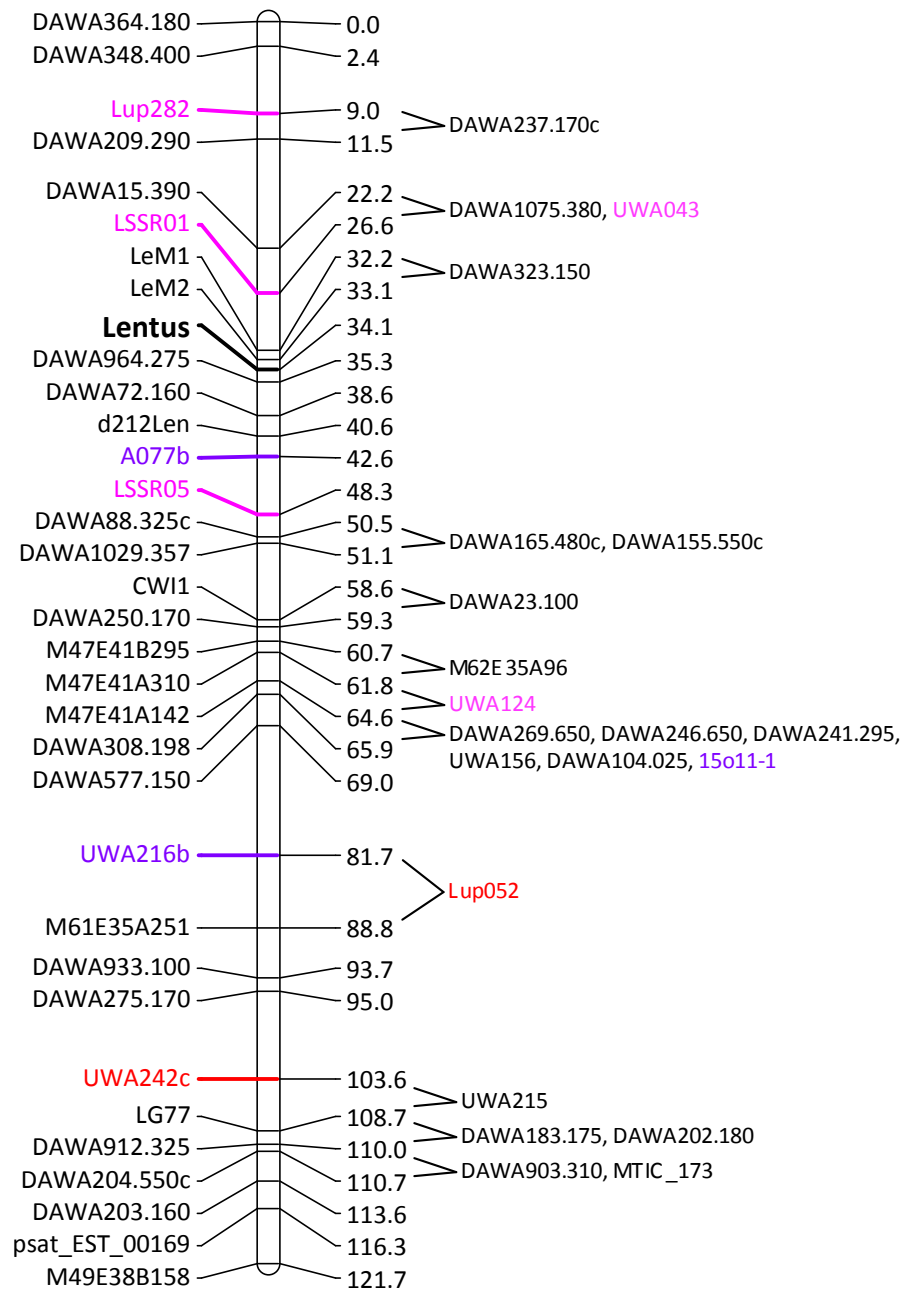 DAWA364.180 0.0
DAWA348.400 2.4
Lup282 9.0
DAWA237.170c
DAWA209.290 11.5
DAWA15.390 22.2
DAWA1075.380, UWA043
LSSR01 26.6
LeM1 32.2
DAWA323.150
LeM2 33.1
Lentus 34.1
DAWA964.275 35.3
DAWA72.160 38.6
d212Len 40.6
A077b 42.6
LSSR05 48.3
DAWA88.325c 50.5
DAWA165.480c, DAWA155.550c
DAWA1029.357 51.1
CWI1 58.6
DAWA23.100
DAWA250.170 59.3
M47E41B295 60.7
M62E35A96
M47E41A310 61.8
UWA124
M47E41A142 64.6
DAWA269.650, DAWA246.650, DAWA241.295,
DAWA308.198 65.9
UWA156, DAWA104.025, 15o11-1
DAWA577.150 69.0
UWA216b 81.7
Lup052
M61E35A251 88.8
DAWA933.100 93.7
DAWA275.170 95.0
UWA242c 103.6
UWA215
LG77 108.7
DAWA183.175, DAWA202.180
DAWA912.325 110.0
DAWA903.310, MTIC_173
DAWA204.550c 110.7
DAWA203.160 113.6
psat_EST_00169 116.3
M49E38B158 121.7